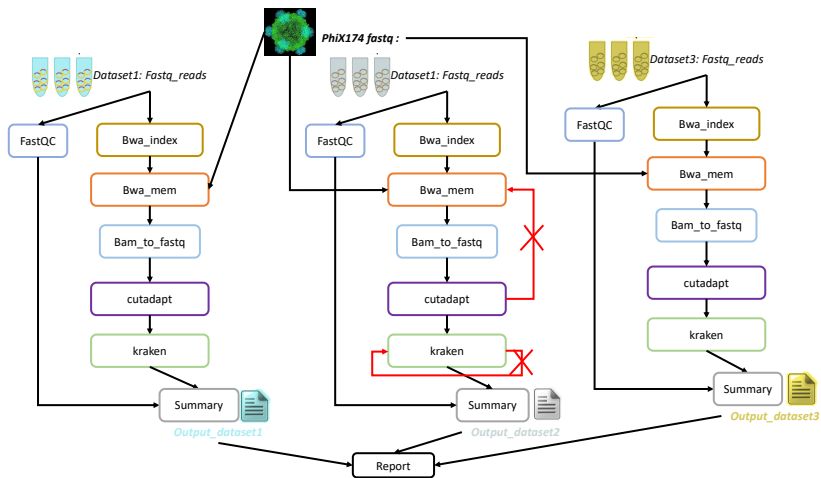 PhiX174 fastq :
Dataset1: Fastq_reads
FastQC
Bwa_index
Bwa_mem
Bam_to_fastq
cutadapt
kraken
Summary
Output_dataset1
Dataset1: Fastq_reads
FastQC
Bwa_index
Bwa_mem
Bam_to_fastq
cutadapt
kraken
Summary
Output_dataset2
Dataset3: Fastq_reads
FastQC
Bwa_index
Bwa_mem
Bam_to_fastq
cutadapt
kraken
Summary
Output_dataset3
Report